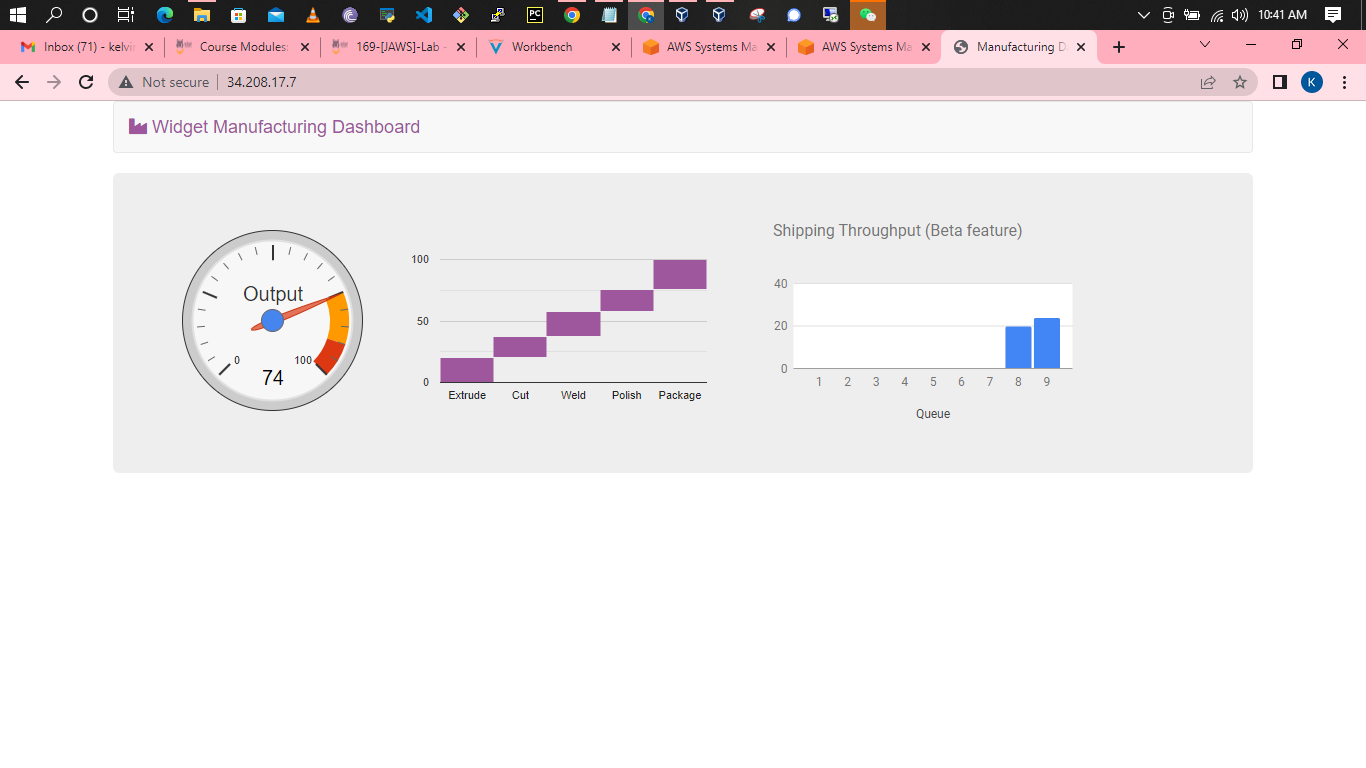 10:41 AM
Inbox (71) - kelvin
Course Modules:
169-[JAWS]-Lab -
Workbench
AWS Systems Ma
AWS Systems Ma
Manufacturing D
Not secure
34.208.17.7
K
PC
Widget Manufacturing Dashboard
Output
0
100
74
100
50
0
Extrude Cut Weld Polish Package
Shipping Throughput (Beta feature)
40
20
0
1 2 3 4 5 6 7 8 9
Queue